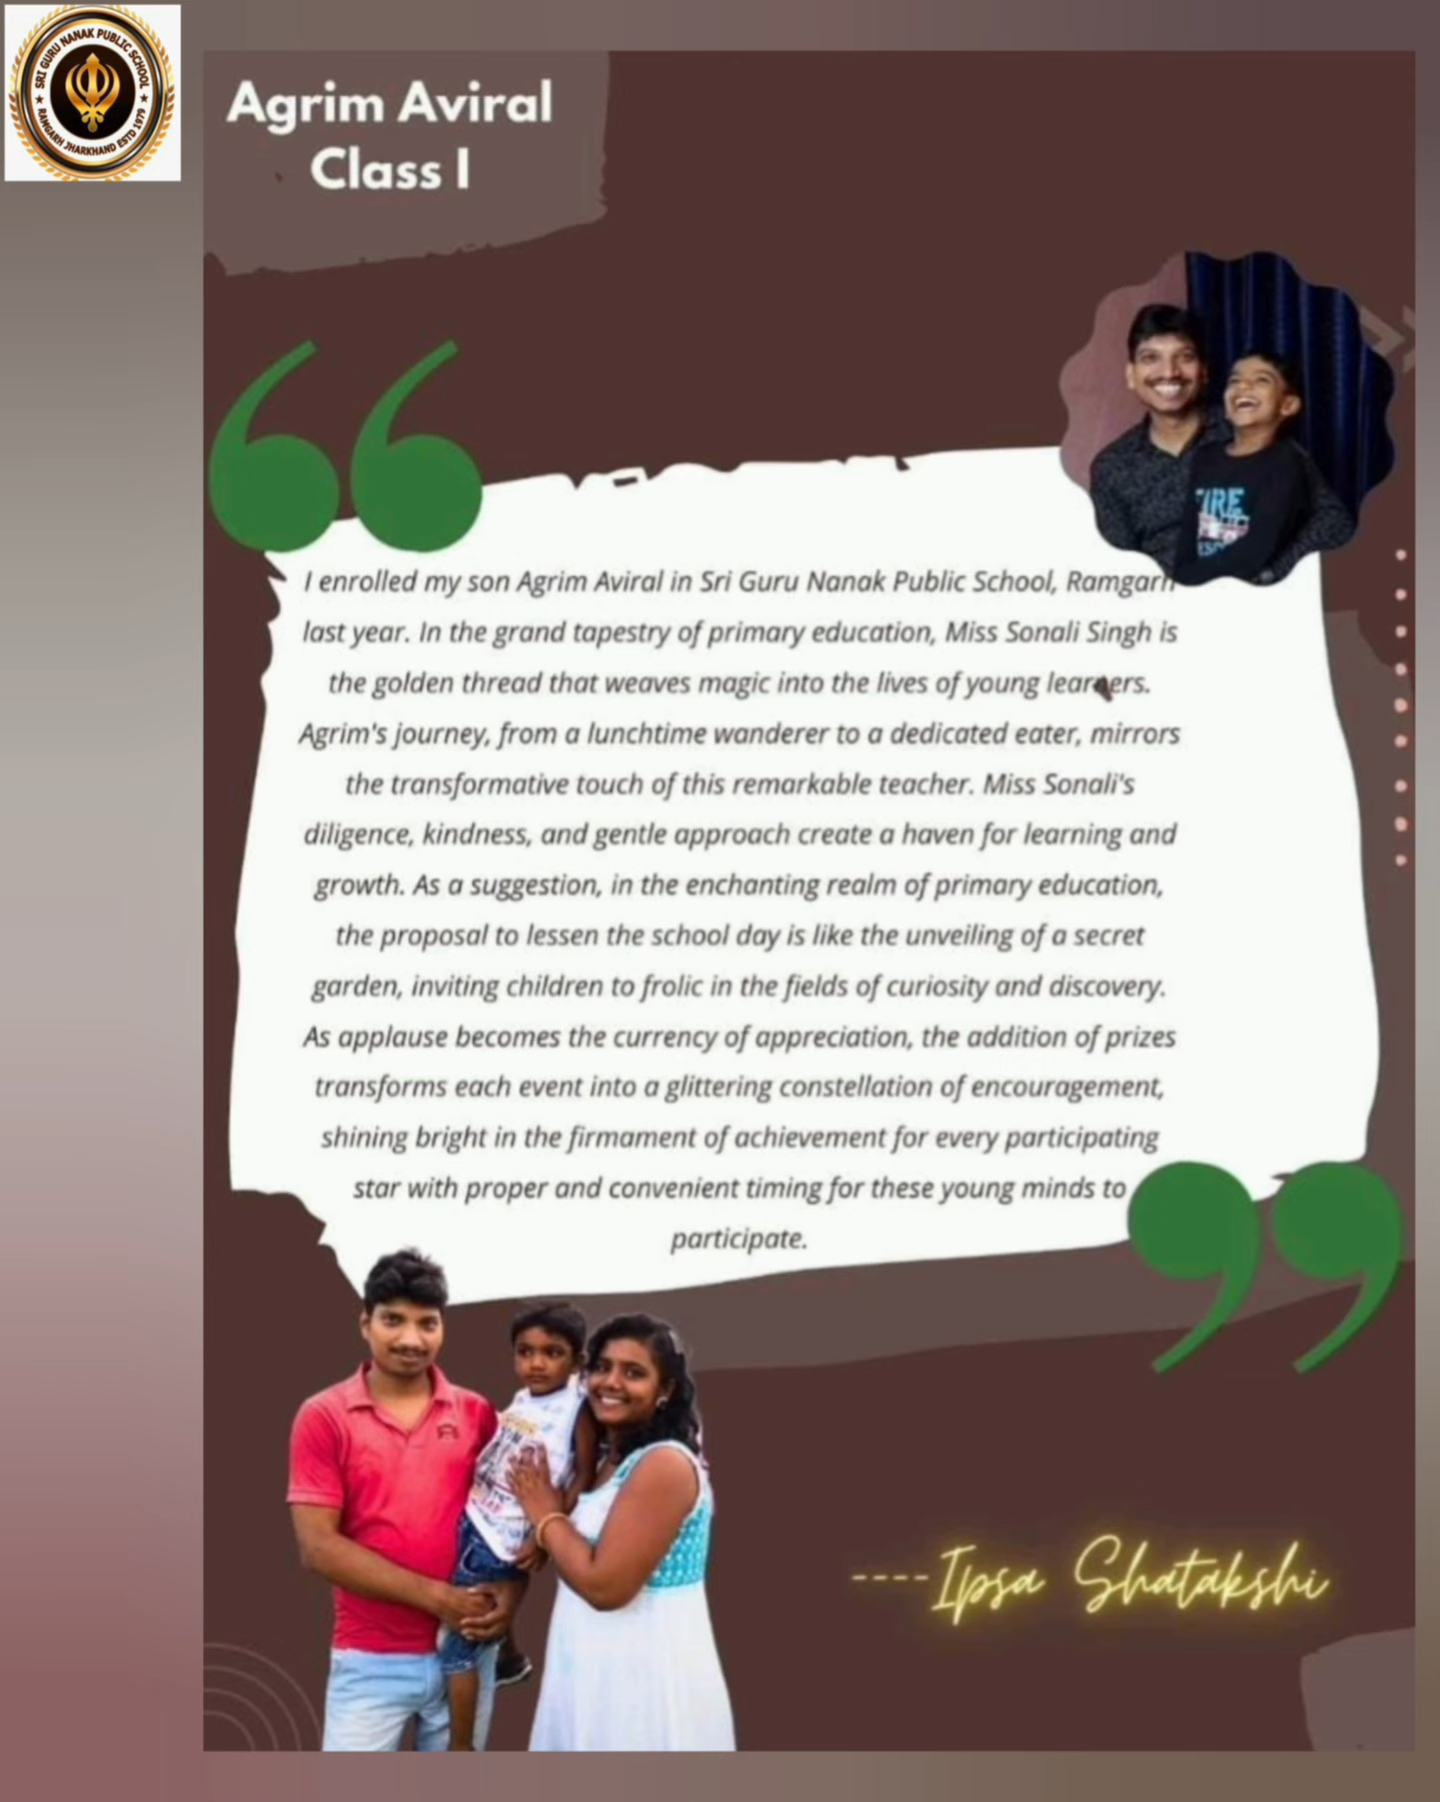 SRI GURU NANAK PUBLIC SCHOOL
★ RAMGARH JHARKHAND ESTD 1979 ★
Agrim Aviral
Class I
FIRE
I enrolled my son Agrim Aviral in Sri Guru Nanak Public School, Ramgarh
last year. In the grand tapestry of primary education, Miss Sonali Singh is
the golden thread that weaves magic into the lives of young learners.
Agrim's journey, from a lunchtime wanderer to a dedicated eater, mirrors
the transformative touch of this remarkable teacher. Miss Sonali's
diligence, kindness, and gentle approach create a haven for learning and
growth. As a suggestion, in the enchanting realm of primary education,
the proposal to lessen the school day is like the unveiling of a secret
garden, inviting children to frolic in the fields of curiosity and discovery.
As applause becomes the currency of appreciation, the addition of prizes
transforms each event into a glittering constellation of encouragement,
shining bright in the firmament of achievement for every participating
star with proper and convenient timing for these young minds to
participate.
----Ipsa Shatakshi